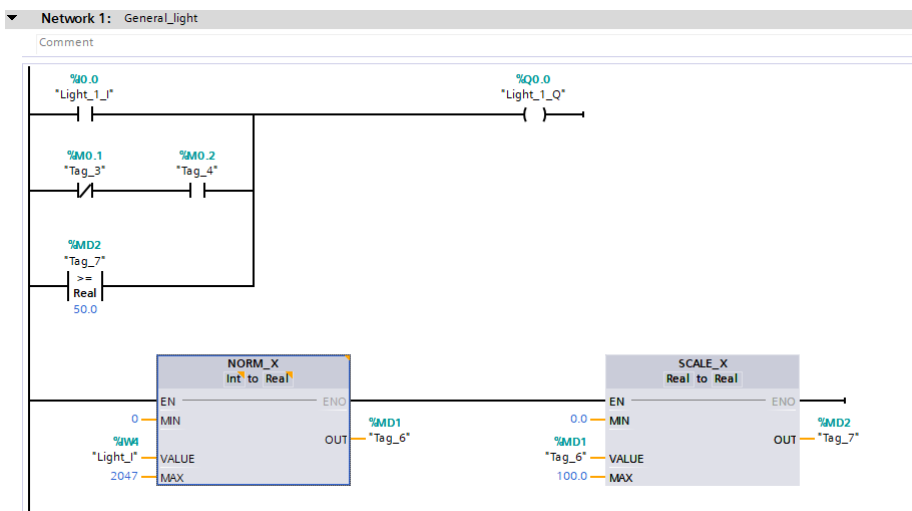 Network 1: General_light
Comment
%I0.0
"Light_1_I"
%Q0.0
"Light_1_Q"
%M0.1
"Tag_3"
%M0.2
"Tag_4"
%MD2
"Tag_7"
>=
Real
50.0
NORM_X
Int to Real
EN
ENO
0
MIN
%IW4
"Light_I"
VALUE
2047
MAX
OUT
%MD1
"Tag_6"
SCALE_X
Real to Real
EN
ENO
0.0
MIN
%MD1
"Tag_6"
VALUE
100.0
MAX
OUT
%MD2
"Tag_7"